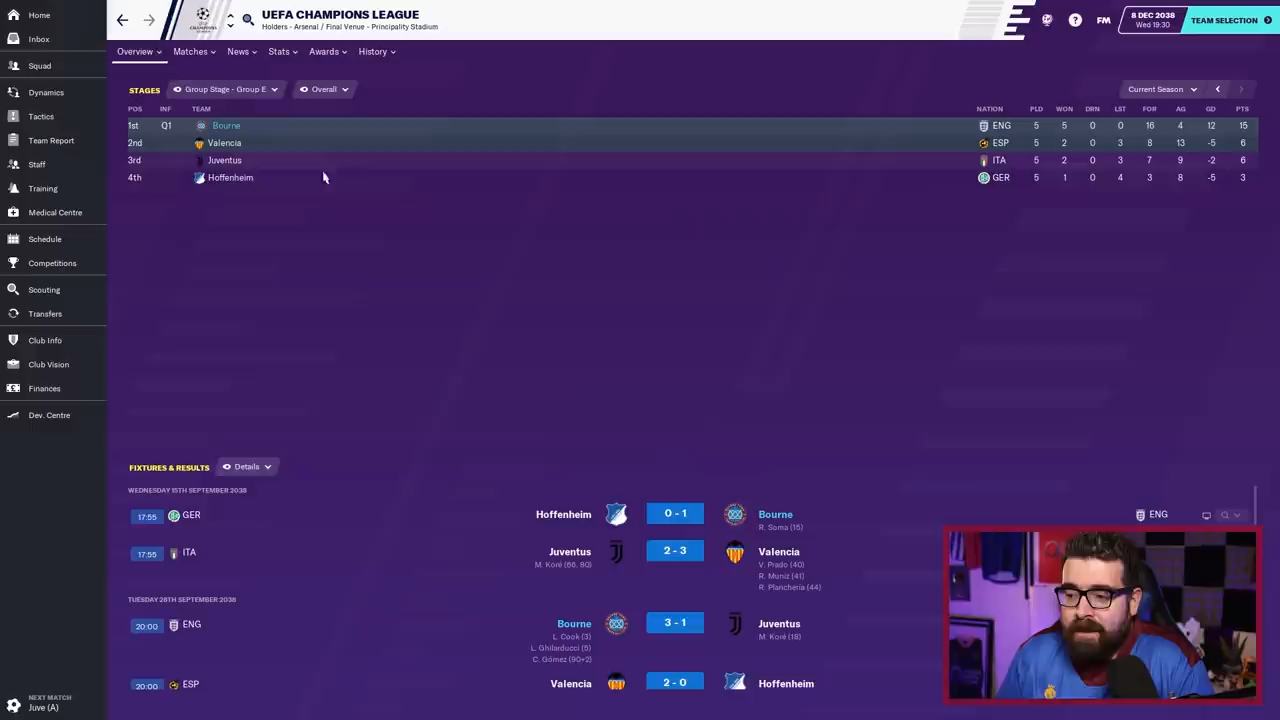 Home
UEFA CHAMPIONS LEAGUE
Holders - Arsenal / Final Venue - Principality Stadium
FM
8 DEC 2038
Wed 19:30
TEAM SELECTION
Inbox
Overview Matches News Stats Awards History
Squad
Dynamics
Tactics
Team Report
Staff
Training
Medical Centre
Schedule
Competitions
Scouting
Transfers
Club Info
Club Vision
Finances
Dev. Centre
NEXT MATCH
Juve (A)
STAGES Group Stage - Group E Overall Current Season
POS INF TEAM NATION PLD WON DRN LST FOR AG GD PTS
1st Q1 Bourne ENG 5 5 0 0 16 4 12 15
2nd Valencia ESP 5 2 0 3 8 13 -5 6
3rd Juventus ITA 5 2 0 3 7 9 -2 6
4th Hoffenheim GER 5 1 0 4 3 8 -5 3
FIXTURES & RESULTS Details
WEDNESDAY 15TH SEPTEMBER 2038
17:55 GER Hoffenheim 0 - 1 Bourne ENG
R. Soma (15)
17:55 ITA Juventus 2 - 3 Valencia
M. Koré (66, 80) V. Prado (40)
R. Muniz (41)
R. Plancheria (44)
TUESDAY 28TH SEPTEMBER 2038
20:00 ENG Bourne 3 - 1 Juventus
L. Cook (3) M. Koré (18)
L. Ghilarducci (5)
C. Gómez (90+2)
20:00 ESP Valencia 2 - 0 Hoffenheim